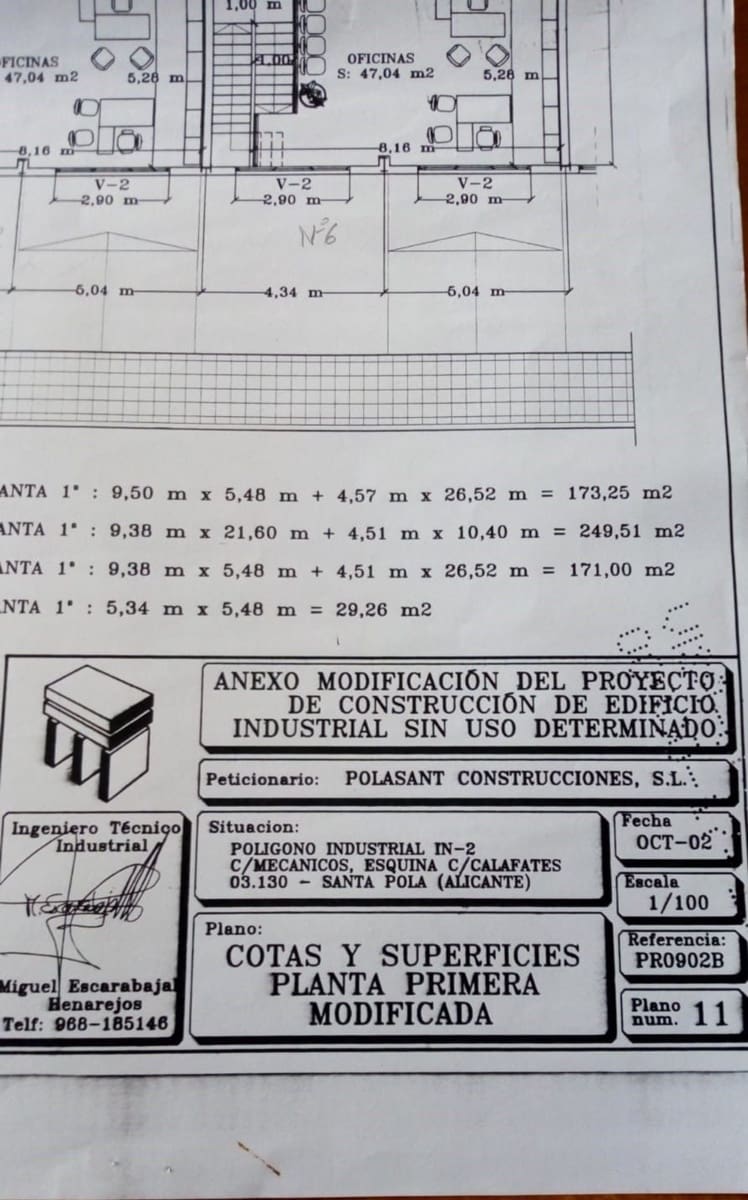 1,00 m
1,00
FICINAS
47,04 m2
5,28 m
OFICINAS
S: 47,04 m2
5,28 m
8,16 m
8,16 m
V-2
2,90 m
V-2
2,90 m
V-2
2,90 m
Nº6
5,04 m
4,34 m
5,04 m
ANTA 1ª : 9,50 m x 5,48 m + 4,57 m x 26,52 m = 173,25 m2
ANTA 1ª : 9,38 m x 21,60 m + 4,51 m x 10,40 m = 249,51 m2
ANTA 1ª : 9,38 m x 5,48 m + 4,51 m x 26,52 m = 171,00 m2
ANTA 1ª : 5,34 m x 5,48 m = 29,26 m2
ANEXO MODIFICACIÓN DEL PROYECTO
DE CONSTRUCCIÓN DE EDIFICIO
INDUSTRIAL SIN USO DETERMINADO
Peticionario: POLASANT CONSTRUCCIONES, S.L.
Ingeniero Técnico
Industrial
Miguel Escarabajal
Henarejos
Telf: 968-185146
Situacion:
POLIGONO INDUSTRIAL IN-2
C/MECANICOS, ESQUINA C/CALAFATES
03.130 - SANTA POLA (ALICANTE)
Fecha
OCT-02
Escala
1/100
Plano:
COTAS Y SUPERFICIES
PLANTA PRIMERA
MODIFICADA
Referencia:
PR0902B
Plano
num. 11